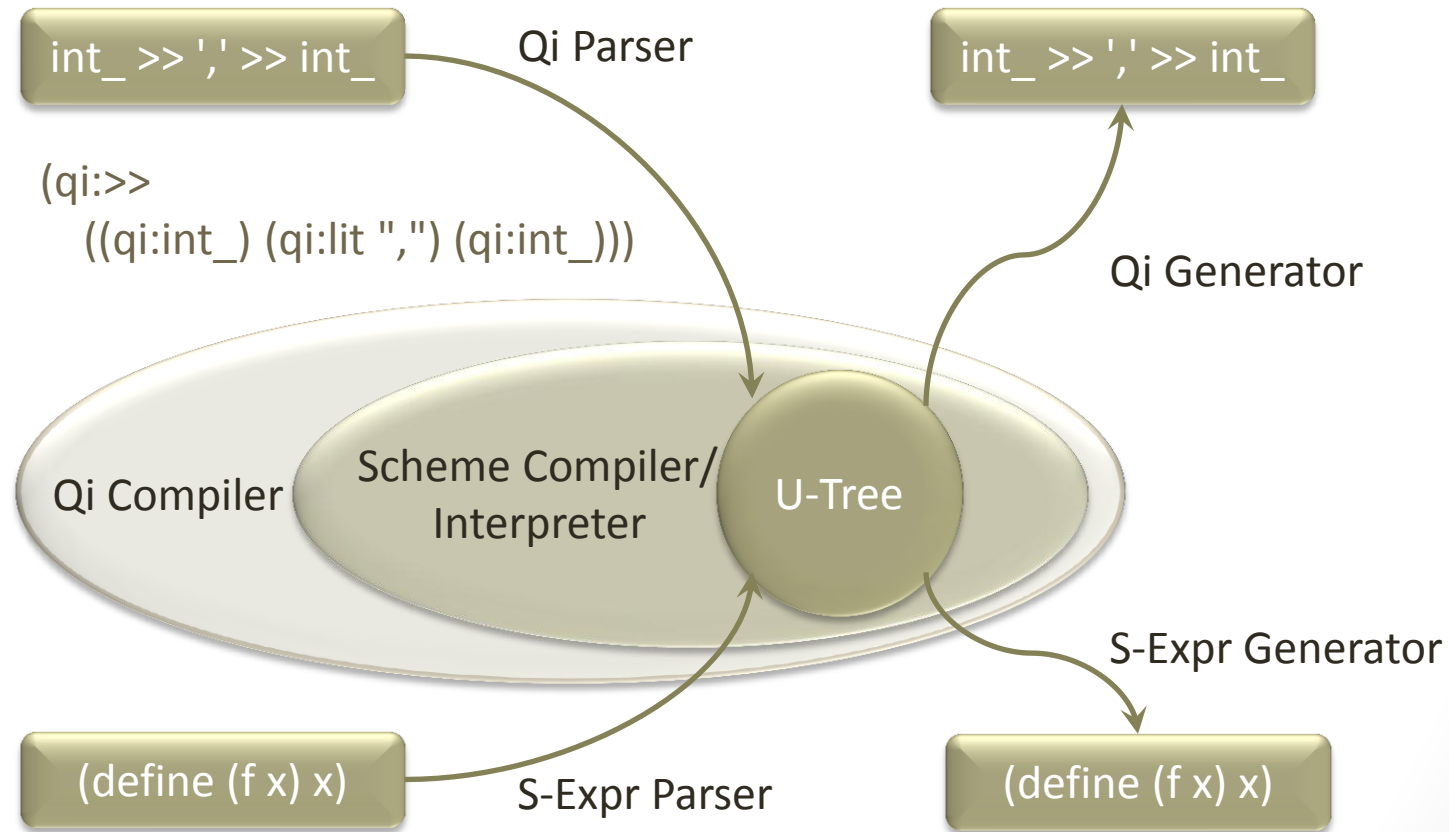 int_ >> ',' >> int_
Qi Parser
int_ >> ',' >> int_
(qi:>>
((qi:int_) (qi:lit ",") (qi:int_)))
Qi Generator
Qi Compiler
Scheme Compiler/
Interpreter
U-Tree
S-Expr Generator
(define (f x) x)
S-Expr Parser
(define (f x) x)